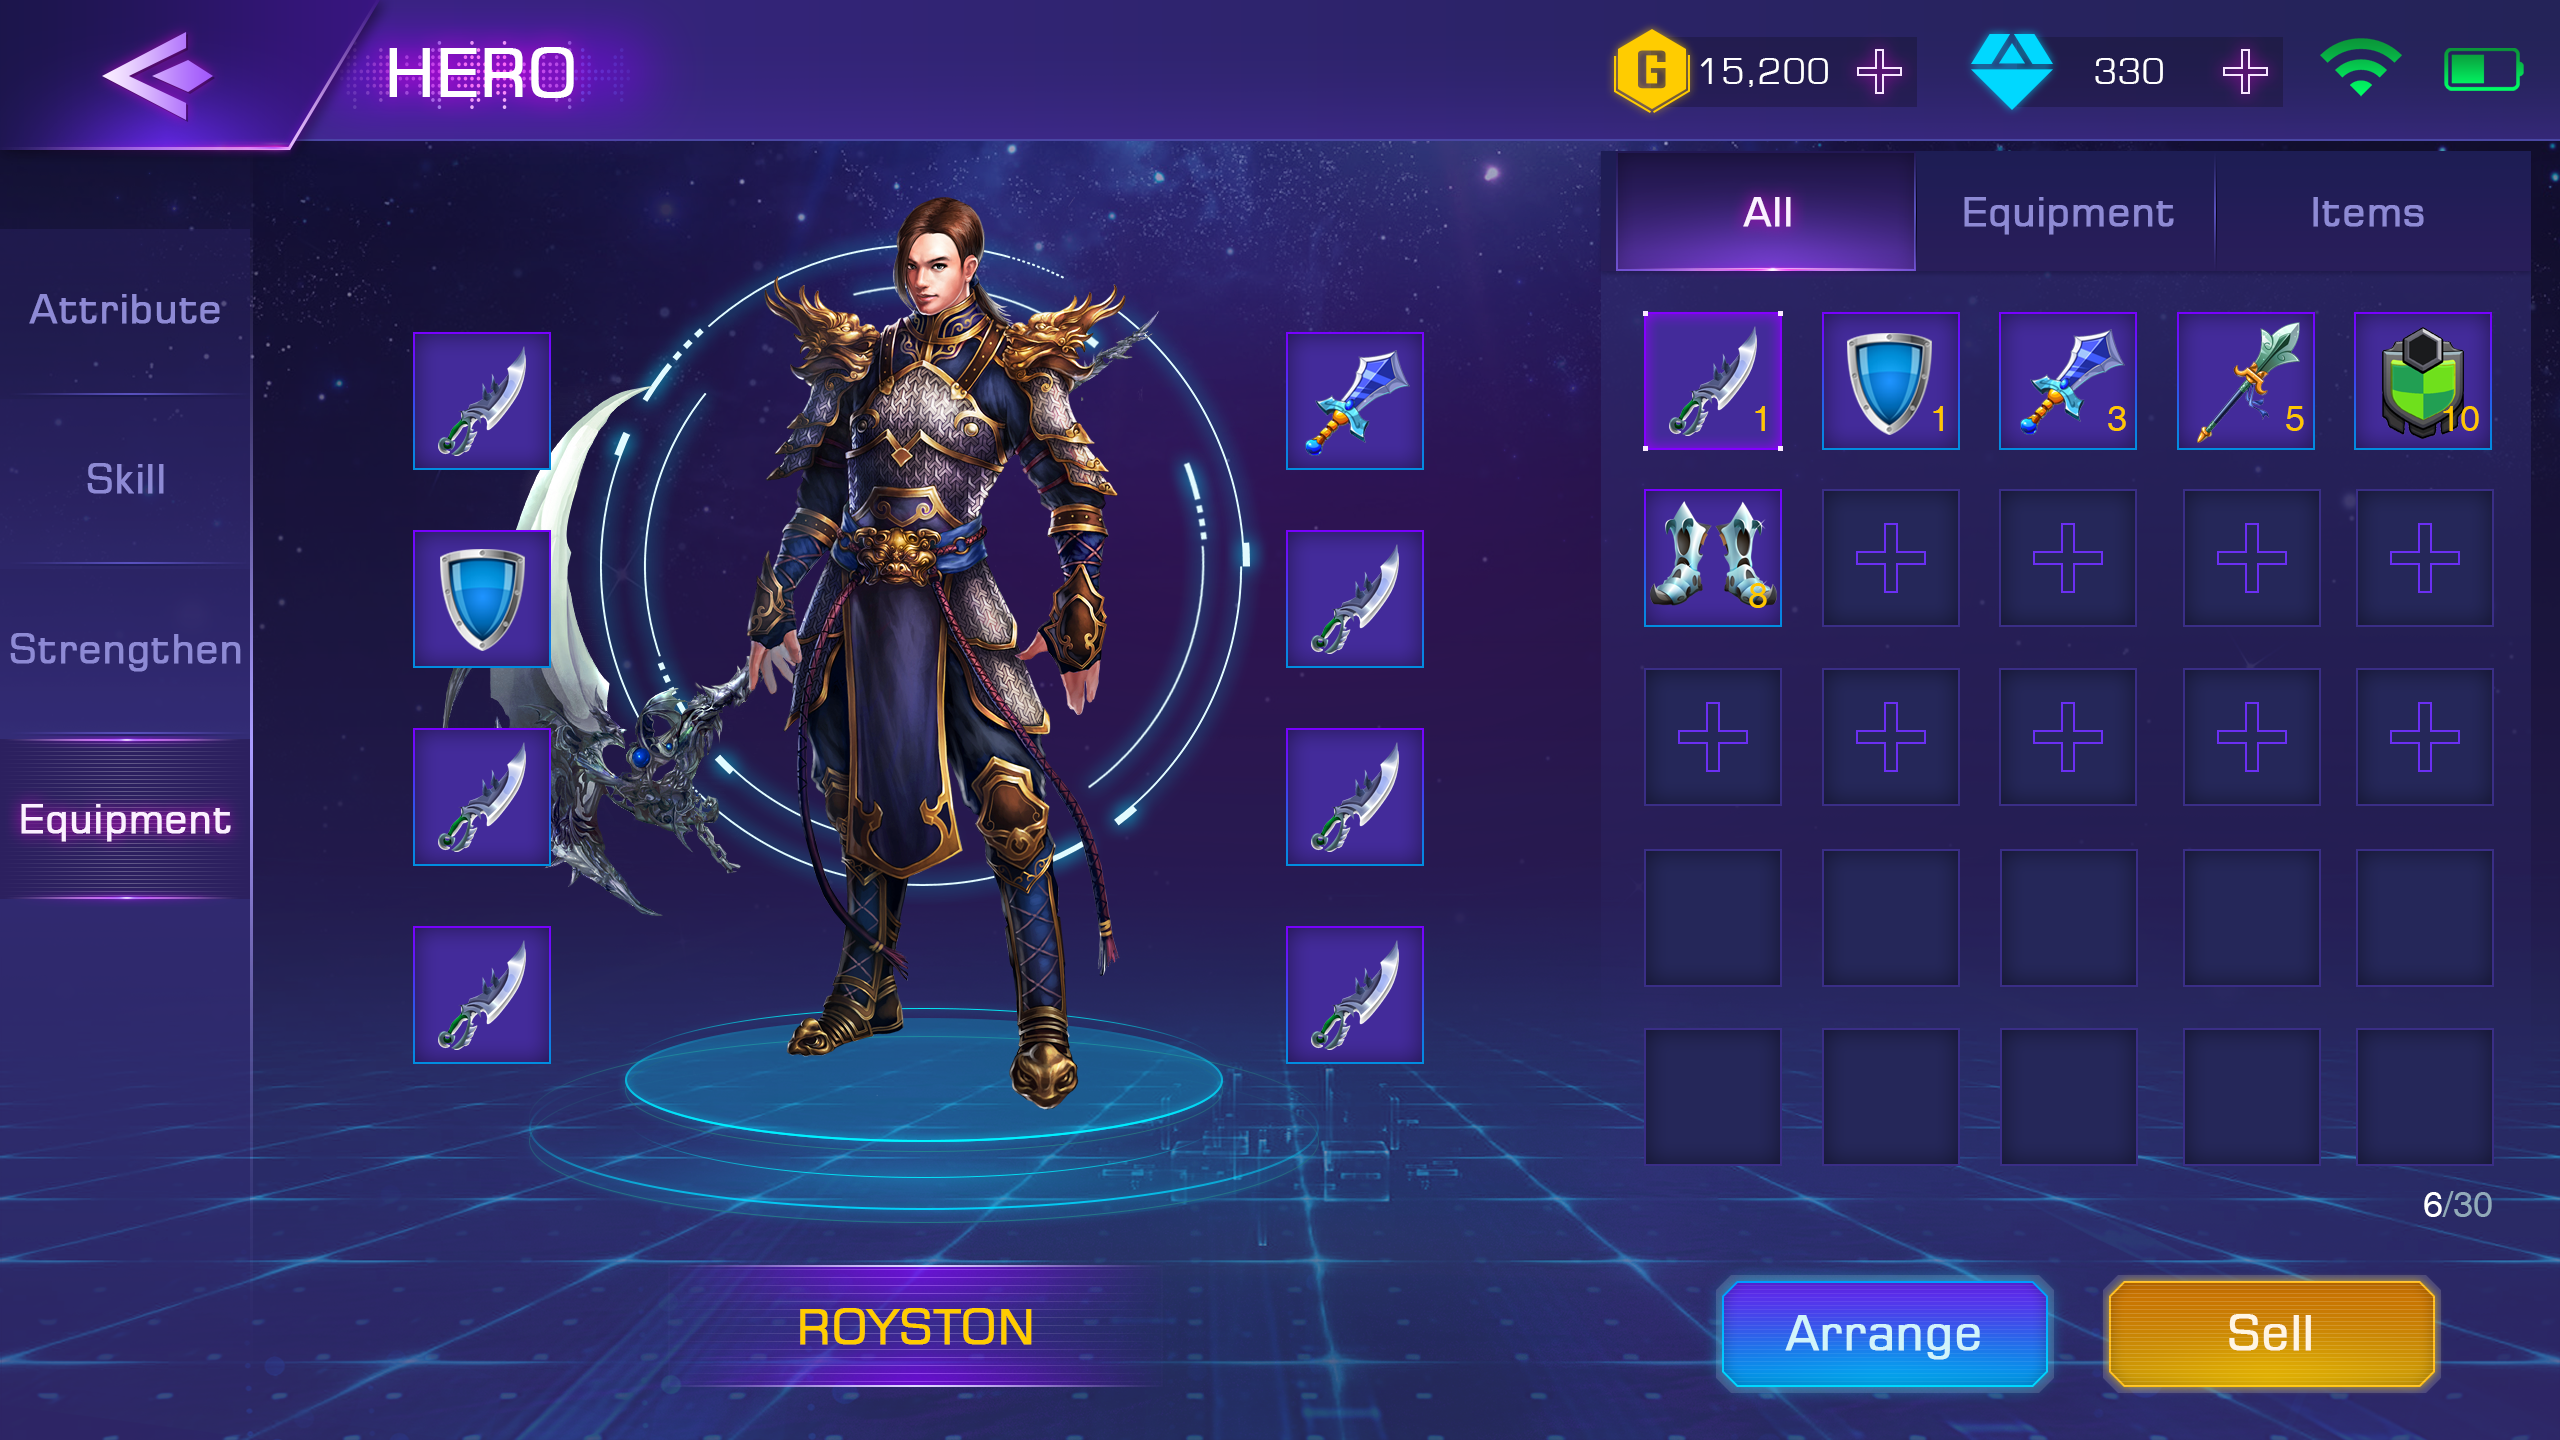 HERO
G 15,200
330
All Equipment Items
Attribute
Skill
Strengthen
Equipment
1 1 3 5 10
8
6/30
ROYSTON
Arrange Sell